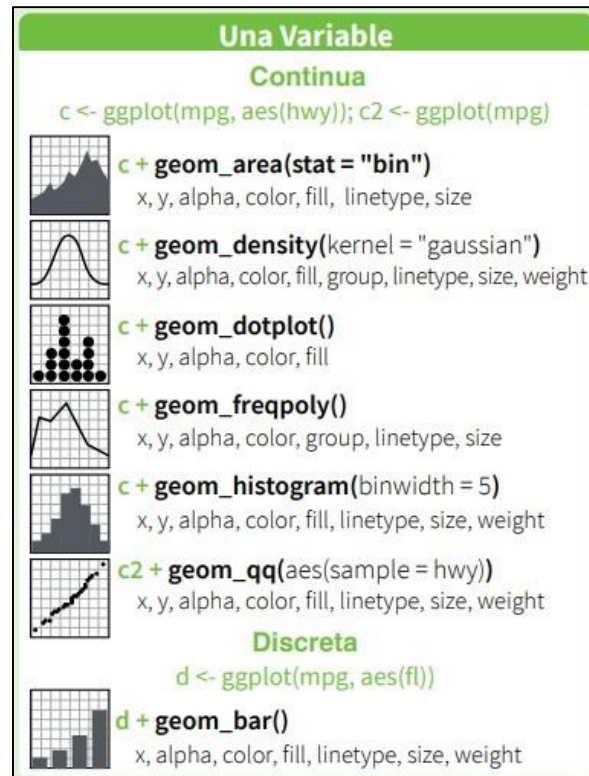 Una Variable
Continua
c <- ggplot(mpg, aes(hwy)); c2 <- ggplot(mpg)
c + geom_area(stat = "bin")
x, y, alpha, color, fill, linetype, size
c + geom_density(kernel = "gaussian")
x, y, alpha, color, fill, group, linetype, size, weight
c + geom_dotplot()
x, y, alpha, color, fill
c + geom_freqpoly()
x, y, alpha, color, group, linetype, size
c + geom_histogram(binwidth = 5)
x, y, alpha, color, fill, linetype, size, weight
c2 + geom_qq(aes(sample = hwy))
x, y, alpha, color, fill, linetype, size, weight
Discreta
d <- ggplot(mpg, aes(fl))
d + geom_bar()
x, alpha, color, fill, linetype, size, weight